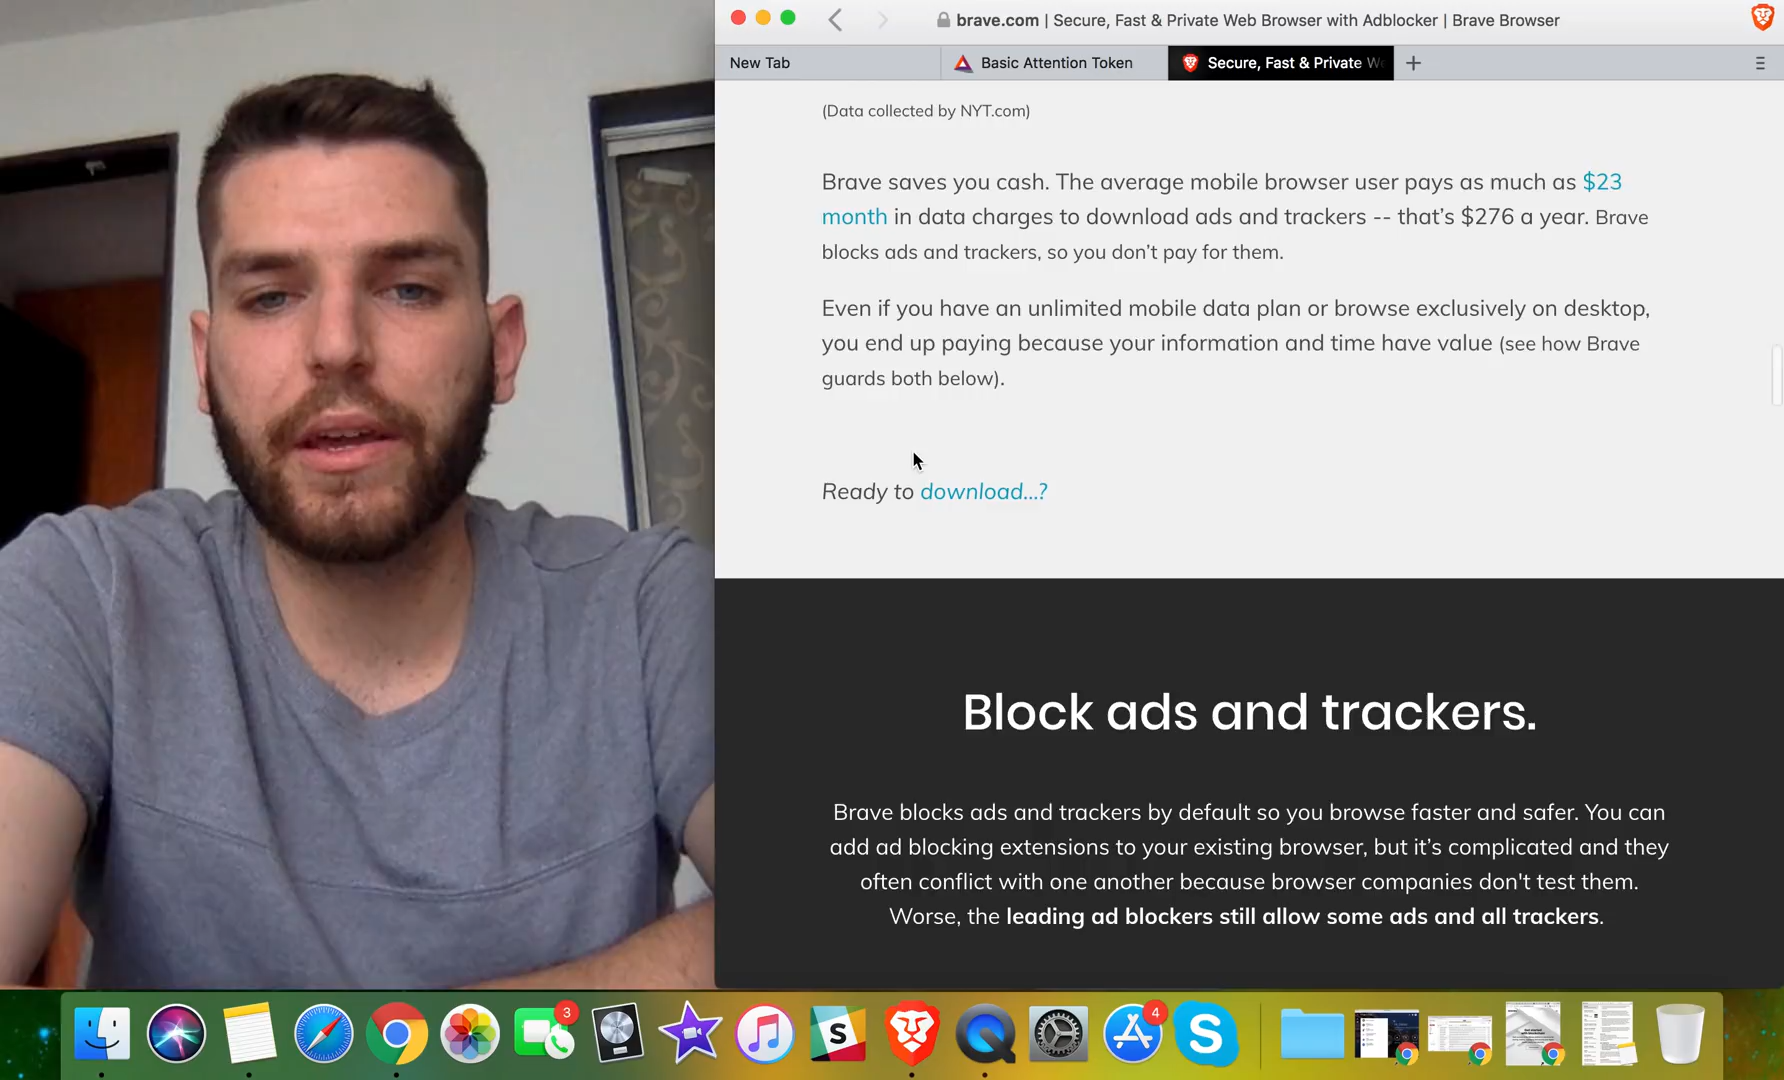 brave.com | Secure, Fast & Private Web Browser with Adblocker | Brave Browser
New Tab
Basic Attention Token
Secure, Fast & Private W
(Data collected by NYT.com)
Brave saves you cash. The average mobile browser user pays as much as $23
month in data charges to download ads and trackers -- that's $276 a year. Brave
blocks ads and trackers, so you don't pay for them.
Even if you have an unlimited mobile data plan or browse exclusively on desktop,
you end up paying because your information and time have value (see how Brave
guards both below).
Ready to download...?
Block ads and trackers.
Brave blocks ads and trackers by default so you browse faster and safer. You can
add ad blocking extensions to your existing browser, but it's complicated and they
often conflict with one another because browser companies don't test them.
Worse, the leading ad blockers still allow some ads and all trackers.
3
4
S
S